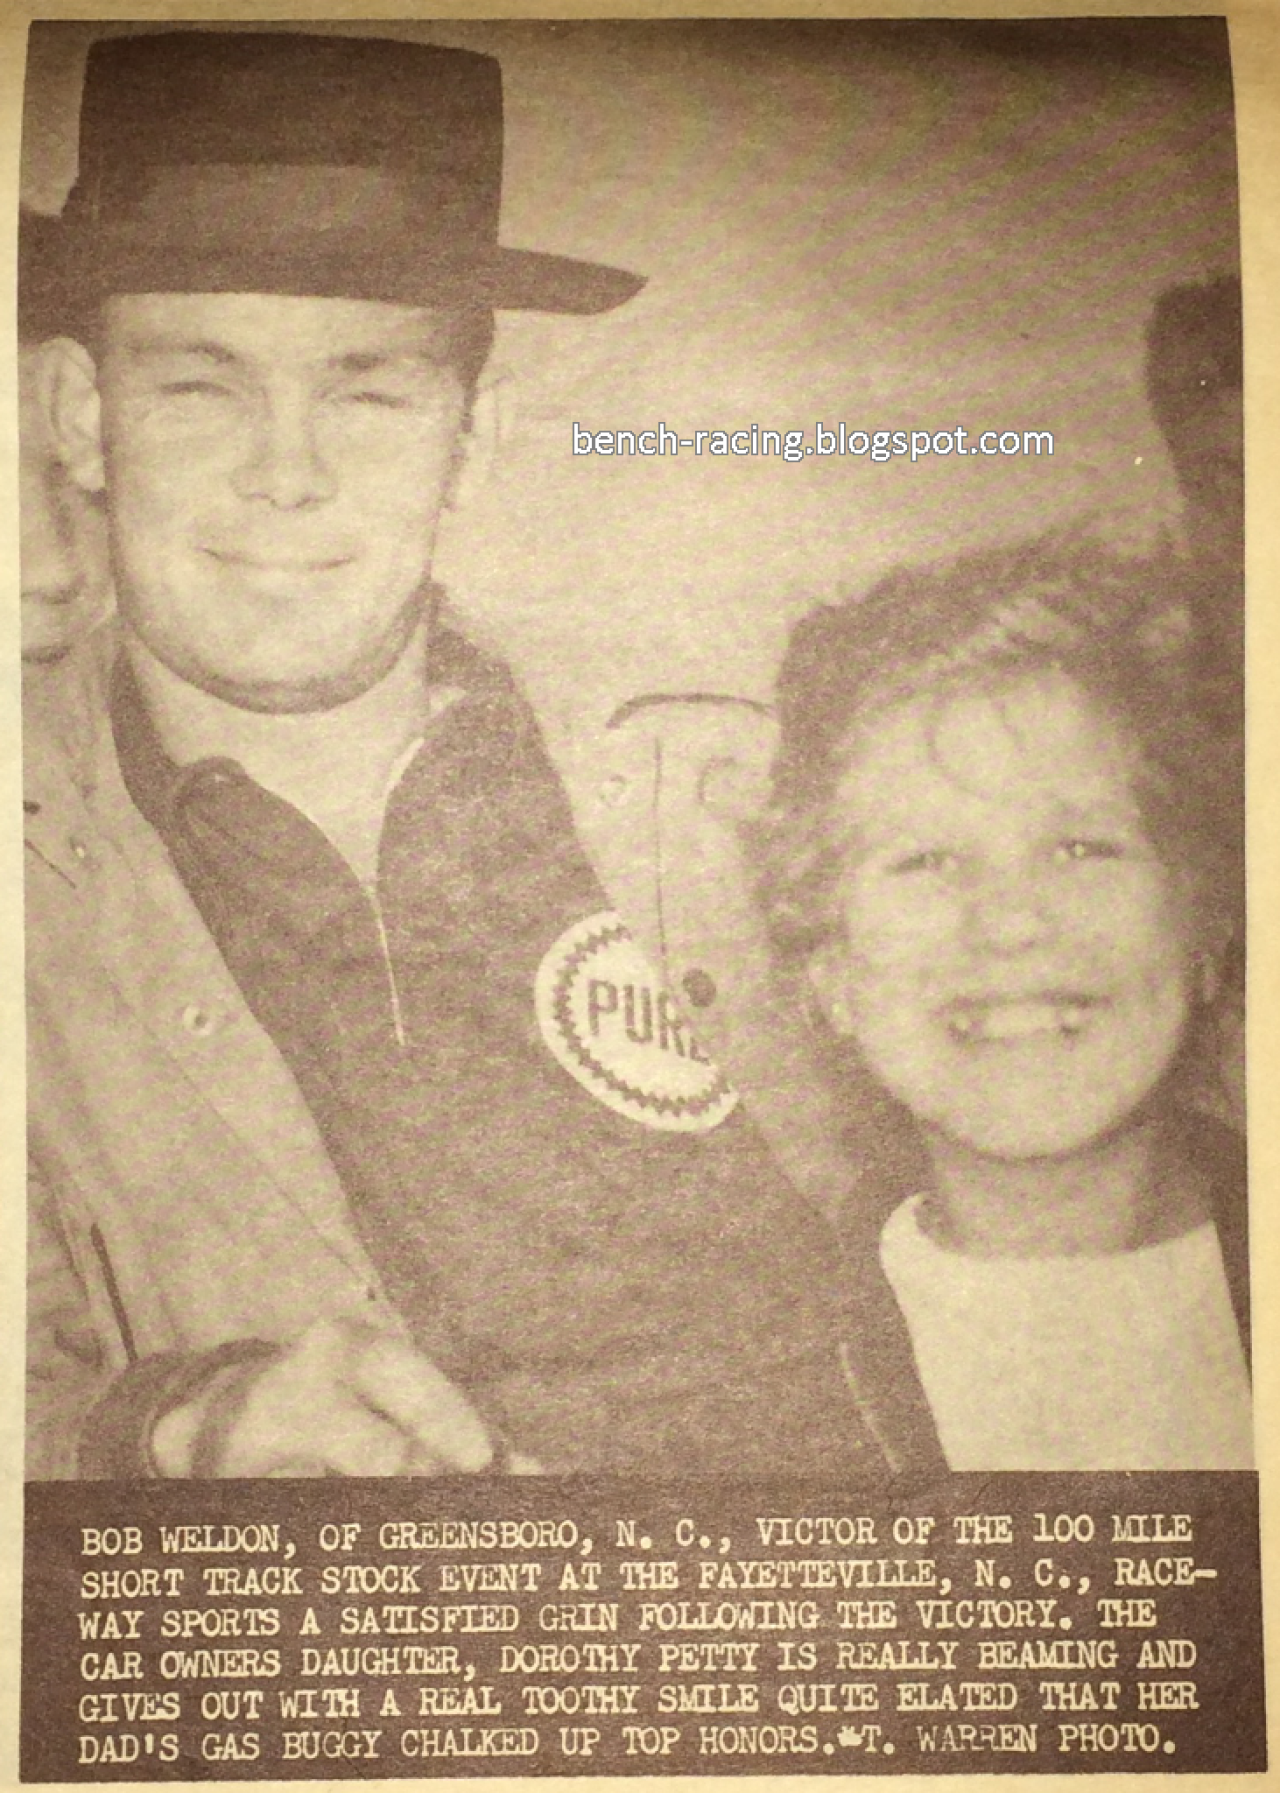 bench-racing.blogspot.com
PURE
BOB WELDON, OF GREENSBORO, N. C., VICTOR OF THE 100 MILE
SHORT TRACK STOCK EVENT AT THE FAYETTEVILLE, N. C., RACE-
WAY SPORTS A SATISFIED GRIN FOLLOWING THE VICTORY. THE
CAR OWNERS DAUGHTER, DOROTHY PETTY IS REALLY BEAMING AND
GIVES OUT WITH A REAL TOOTHY SMILE QUITE ELATED THAT HER
DAD'S GAS BUGGY CHALKED UP TOP HONORS. T. WARREN PHOTO.